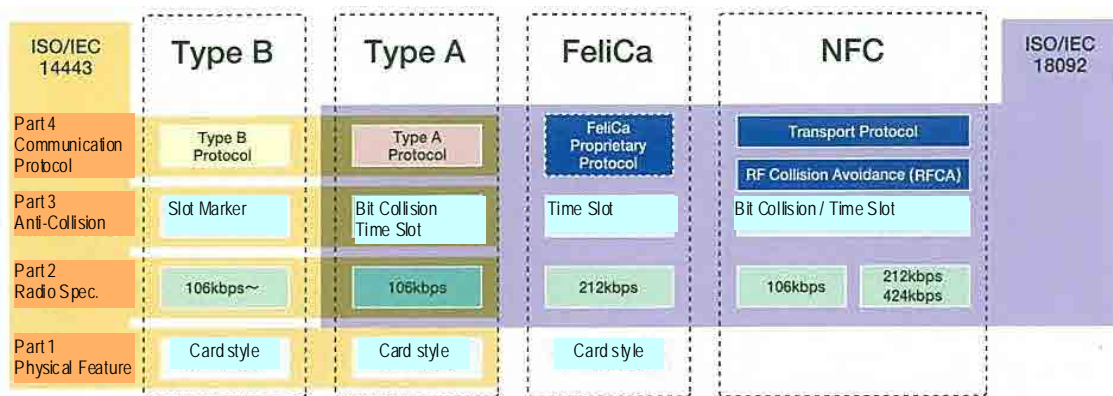 ISO/IEC
14443
Type B
Type A
FeliCa
NFC
ISO/IEC
18092
Part 4
Communication
Protocol
Type B
Protocol
Type A
Protocol
FeliCa
Proprietary
Protocol
Transport Protocol
RF Collision Avoidance (RFCA)
Part 3
Anti-Collision
Slot Marker
Bit Collision
Time Slot
Time Slot
Bit Collision / Time Slot
Part 2
Radio Spec.
106kbps~
106kbps
212kbps
106kbps
212kbps
424kbps
Part 1
Physical Feature
Card style
Card style
Card style